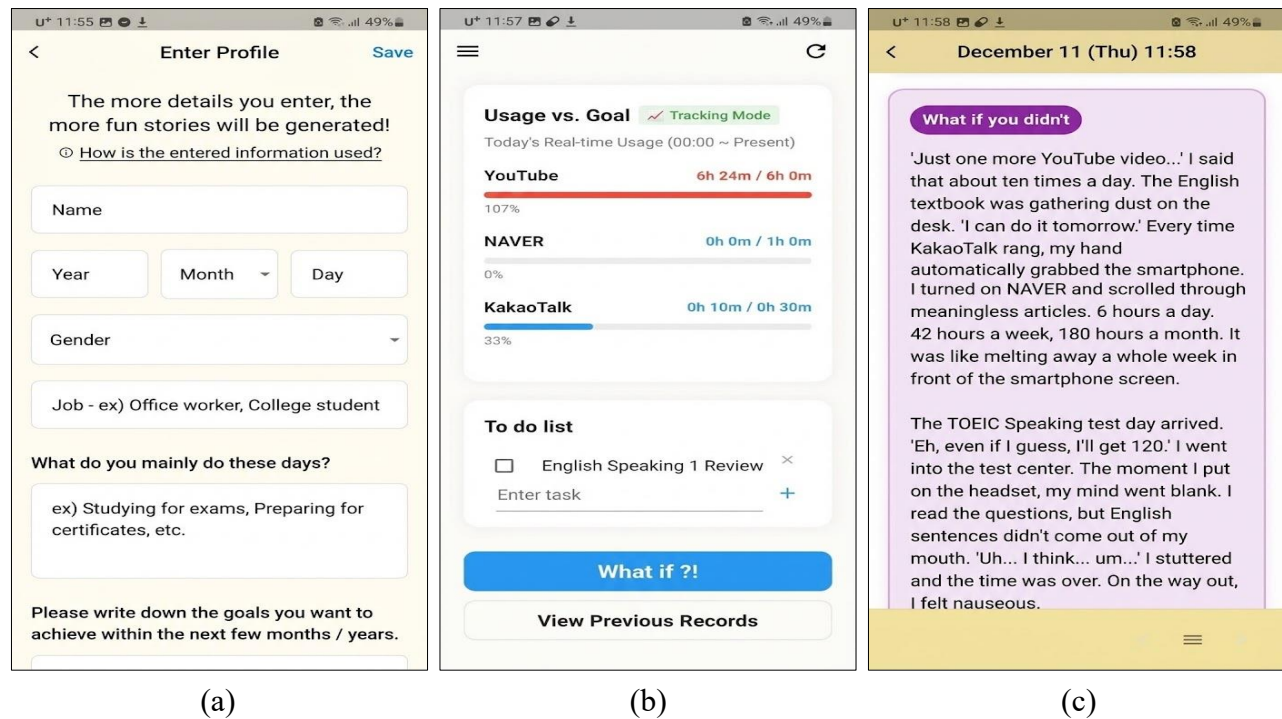 U+ 11:55
49%
Enter Profile
Save
The more details you enter, the
more fun stories will be generated!
How is the entered information used?
Name
Year
Month
Day
Gender
Job - ex) Office worker, College student
What do you mainly do these days?
ex) Studying for exams, Preparing for
certificates, etc.
Please write down the goals you want to
achieve within the next few months / years.
(a)
U+ 11:57
49%
Usage vs. Goal
Tracking Mode
Today's Real-time Usage (00:00 ~ Present)
YouTube
6h 24m / 6h 0m
107%
NAVER
0h 0m / 1h 0m
0%
KakaoTalk
0h 10m / 0h 30m
33%
To do list
English Speaking 1 Review
Enter task
What if ?!
View Previous Records
(b)
U+ 11:58
49%
December 11 (Thu) 11:58
What if you didn't
'Just one more YouTube video...' I said
that about ten times a day. The English
textbook was gathering dust on the
desk. 'I can do it tomorrow.' Every time
KakaoTalk rang, my hand
automatically grabbed the smartphone.
I turned on NAVER and scrolled through
meaningless articles. 6 hours a day.
42 hours a week, 180 hours a month. It
was like melting away a whole week in
front of the smartphone screen.
The TOEIC Speaking test day arrived.
'Eh, even if I guess, I'll get 120.' I went
into the test center. The moment I put
on the headset, my mind went blank. I
read the questions, but English
sentences didn't come out of my
mouth. 'Uh... I think... um...' I stuttered
and the time was over. On the way out,
I felt nauseous.
(c)